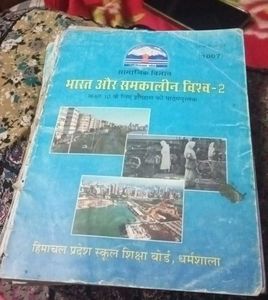 1007
सामाजिक विज्ञान
भारत और समकालीन विश्व-2
कक्षा 10 के लिए इतिहास की पाठ्यपुस्तक
हिमाचल प्रदेश स्कूल शिक्षा बोर्ड, धर्मशाला